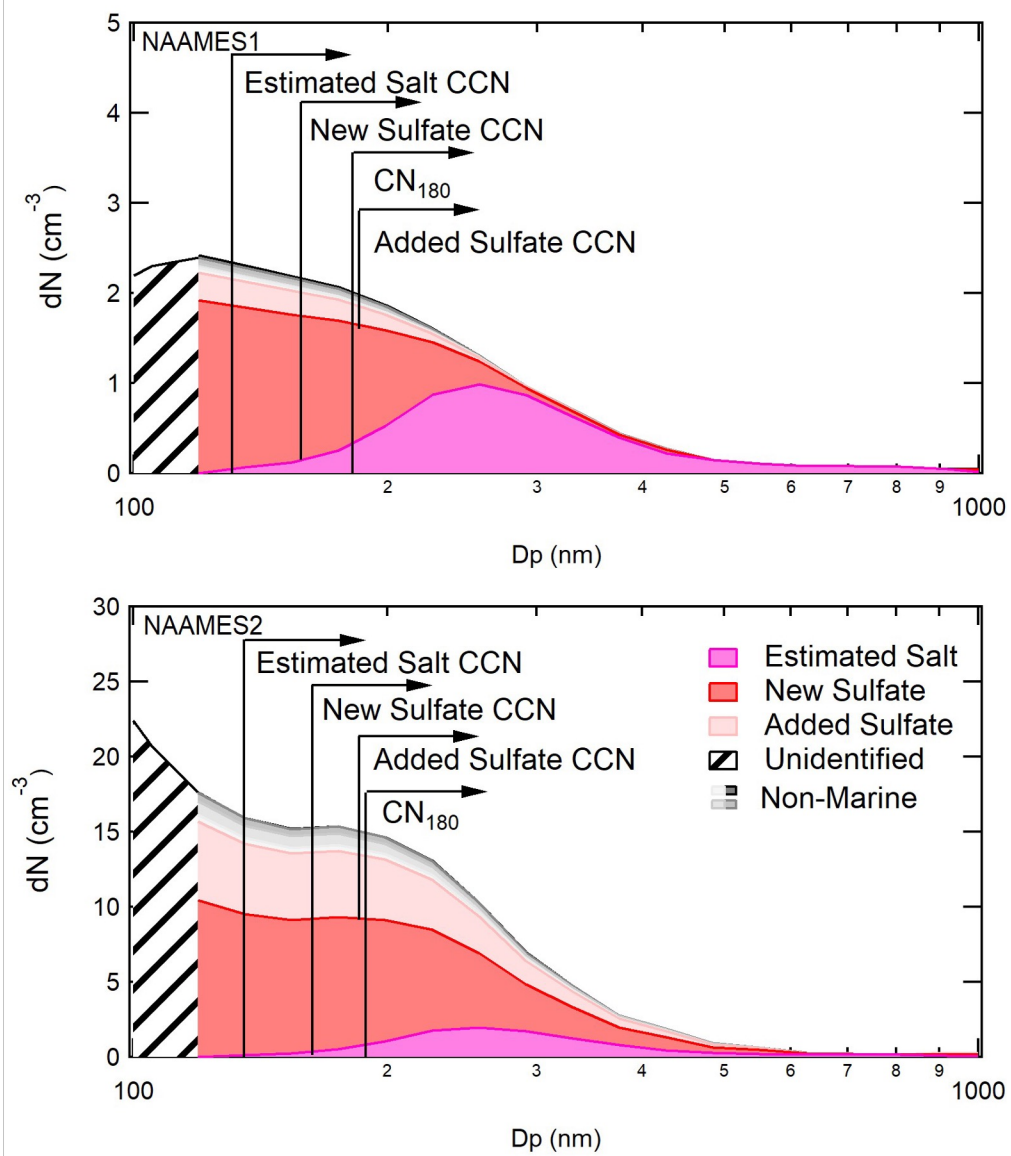 NAAMES1
Estimated Salt CCN
New Sulfate CCN
CN180
Added Sulfate CCN
dN (cm-3)
5
4
3
2
1
0
100
2
3
4
5
6
7
8
9
1000
Dp (nm)
NAAMES2
Estimated Salt CCN
New Sulfate CCN
Added Sulfate CCN
CN180
Estimated Salt
New Sulfate
Added Sulfate
Unidentified
Non-Marine
dN (cm-3)
30
25
20
15
10
5
0
100
2
3
4
5
6
7
8
9
1000
Dp (nm)